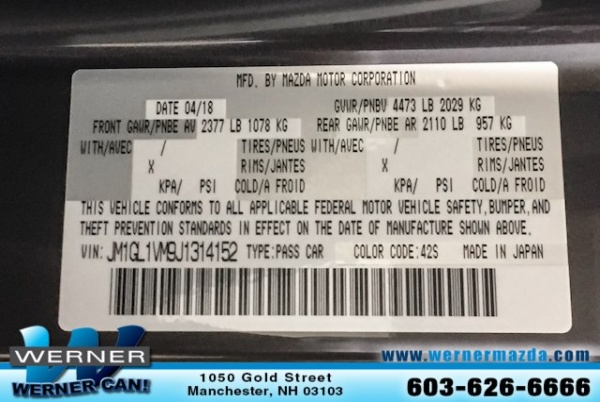 MFD. BY MAZDA MOTOR CORPORATION
DATE 04/18 GVWR/PNBV 4473 LB 2029 KG
FRONT GAWR/PNBE AV 2377 LB 1078 KG REAR GAWR/PNBE AR 2110 LB 957 KG
WITH/AVEC / TIRES/PNEUS WITH/AVEC / TIRES/PNEUS
X RIMS/JANTES X RIMS/JANTES
KPA/ PSI COLD/A FROID KPA/ PSI COLD/A FROID
THIS VEHICLE CONFORMS TO ALL APPLICABLE FEDERAL MOTOR VEHICLE SAFETY,BUMPER,AND
THEFT PREVENTION STANDARDS IN EFFECT ON THE DATE OF MANUFACTURE SHOWN ABOVE.
VIN: JM1GL1VM9J1314152 TYPE:PASS CAR COLOR CODE:42S MADE IN JAPAN
W
WERNER
WERNER CAN!
1050 Gold Street
Manchester, NH 03103
www.wernermazda.com
603-626-6666